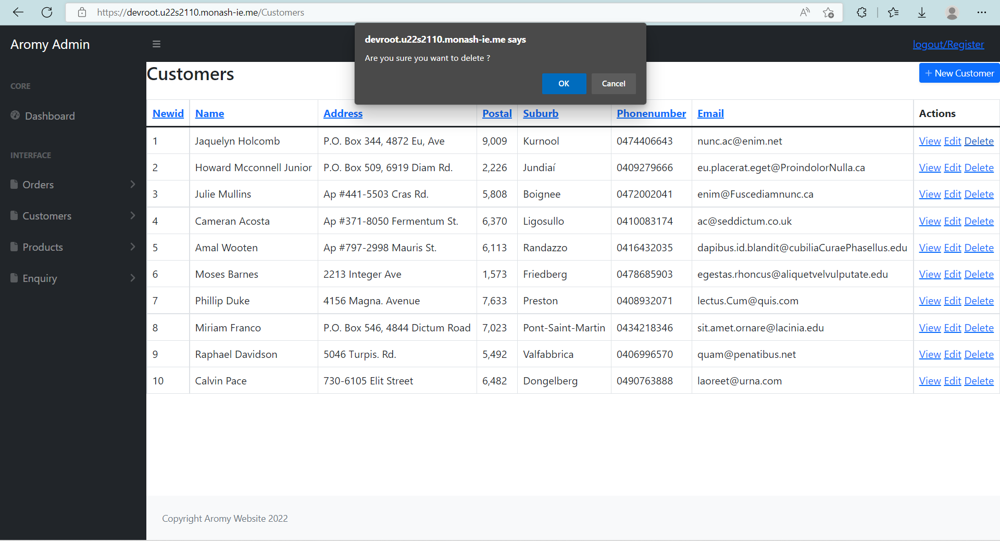 https://devroot.u22s2110.monash-ie.me/Customers
devroot.u22s2110.monash-ie.me says
Are you sure you want to delete ?
OK Cancel
Aromy Admin
logout/Register
CORE
Dashboard
INTERFACE
Orders
Customers
Products
Enquiry
Customers
+ New Customer
Newid Name Address Postal Suburb Phonenumber Email Actions
1 Jaquelyn Holcomb P.O. Box 344, 4872 Eu, Ave 9,009 Kurnool 0474406643 nunc.ac@enim.net View Edit Delete
2 Howard Mcconnell Junior P.O. Box 509, 6919 Diam Rd. 2,226 Jundiaí 0409279666 eu.placerat.eget@ProindolorNulla.ca View Edit Delete
3 Julie Mullins Ap #441-5503 Cras Rd. 5,808 Boignee 0472002041 enim@Fuscediamnunc.ca View Edit Delete
4 Cameran Acosta Ap #371-8050 Fermentum St. 6,370 Ligosullo 0410083174 ac@seddictum.co.uk View Edit Delete
5 Amal Wooten Ap #797-2998 Mauris St. 6,113 Randazzo 0416432035 dapibus.id.blandit@cubiliaCuraePhasellus.edu View Edit Delete
6 Moses Barnes 2213 Integer Ave 1,573 Friedberg 0478685903 egestas.rhoncus@aliquetvelvulputate.edu View Edit Delete
7 Phillip Duke 4156 Magna. Avenue 7,633 Preston 0408932071 lectus.Cum@quis.com View Edit Delete
8 Miriam Franco P.O. Box 546, 4844 Dictum Road 7,023 Pont-Saint-Martin 0434218346 sit.amet.ornare@lacinia.edu View Edit Delete
9 Raphael Davidson 5046 Turpis. Rd. 5,492 Valfabbrica 0406996570 quam@penatibus.net View Edit Delete
10 Calvin Pace 730-6105 Elit Street 6,482 Dongelberg 0490763888 laoreet@urna.com View Edit Delete
Copyright Aromy Website 2022